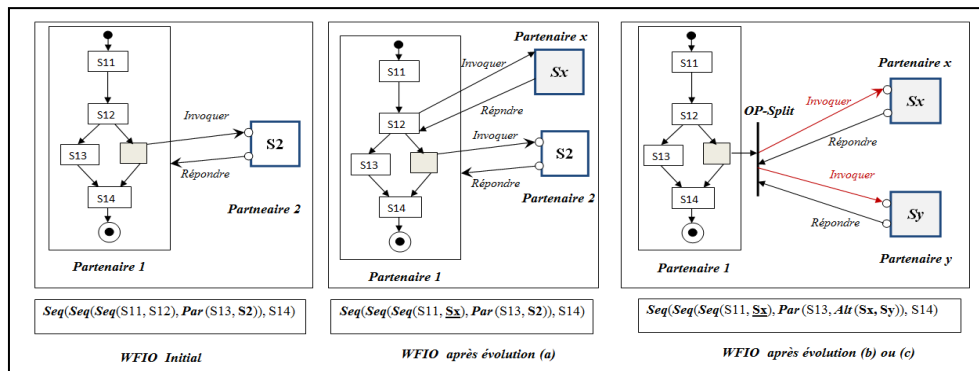 S11
S12
Invoquer
S13
S2
Répondre
S14
Partneaire 2
Partenaire 1
Seq(Seq(Seq(S11, S12), Par(S13, S2)), S14)
WFIO Initial
Partenaire x
S11
Invoquer
Sx
Répndre
S12
Invoquer
S13
S2
Répondre
S14
Partenaire 2
Partenaire 1
Seq(Seq(Seq(S11, Sx), Par(S13, S2)), S14)
WFIO après évolution (a)
Partenaire x
S11
Invoquer
Sx
OP-Split
S12
Répondre
S13
Invoquer
S14
Sy
Répondre
Partenaire 1
Partenaire y
Seq(Seq(Seq(S11, Sx), Par(S13, Alt(Sx, Sy)), S14)
WFIO après évolution (b) ou (c)